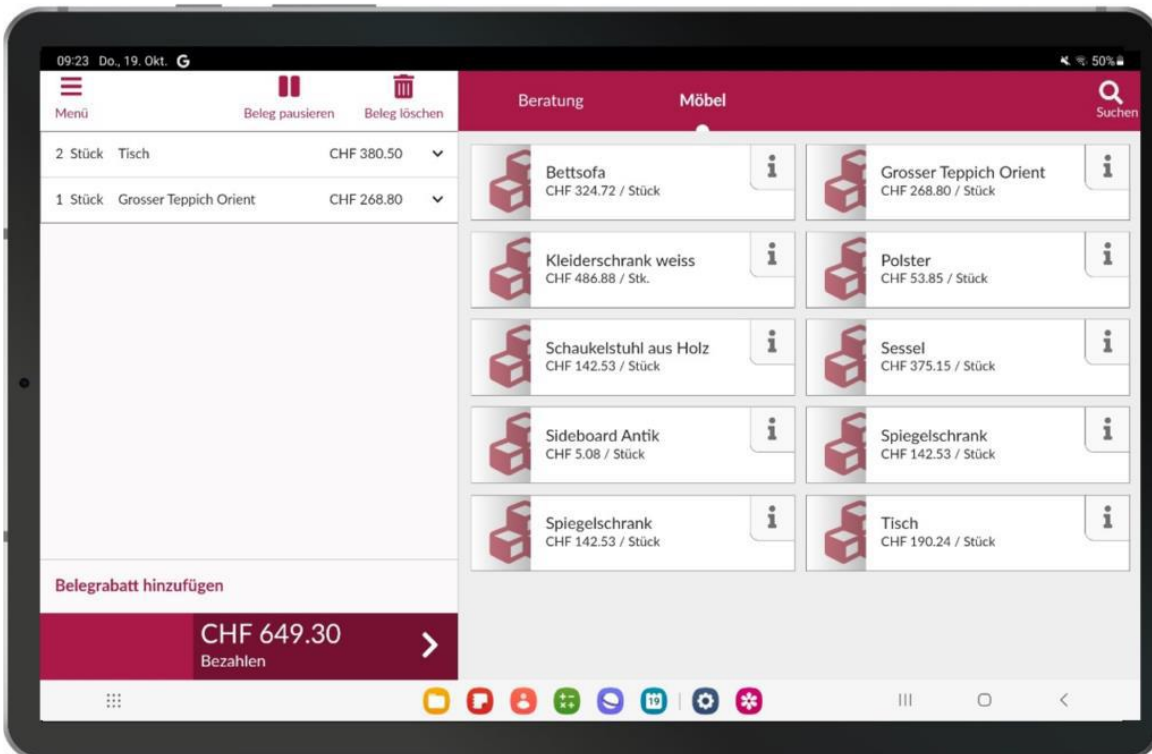 09:23 Do., 19. Okt. G
50%
Menü
Beleg pausieren
Beleg löschen
Beratung
Möbel
Suchen
2 Stück Tisch CHF 380.50
1 Stück Grosser Teppich Orient CHF 268.80
Belegrabatt hinzufügen
CHF 649.30
Bezahlen
Bettsofa
CHF 324.72 / Stück
Grosser Teppich Orient
CHF 268.80 / Stück
Kleiderschrank weiss
CHF 486.88 / Stk.
Polster
CHF 53.85 / Stück
Schaukelstuhl aus Holz
CHF 142.53 / Stück
Sessel
CHF 375.15 / Stück
Sideboard Antik
CHF 5.08 / Stück
Spiegelschrank
CHF 142.53 / Stück
Spiegelschrank
CHF 142.53 / Stück
Tisch
CHF 190.24 / Stück
19